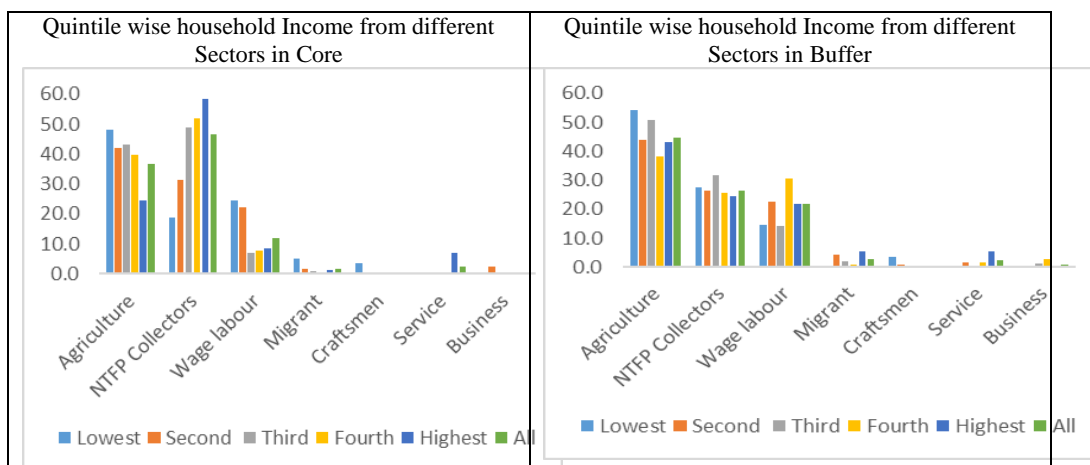 Quintile wise household Income from different
Sectors in Core
60.0
50.0
40.0
30.0
20.0
10.0
0.0
Agriculture
NTFP Collectors
Wage labour
Migrant
Craftsmen
Service
Business
Lowest Second Third Fourth Highest All
Quintile wise household Income from different
Sectors in Buffer
60.0
50.0
40.0
30.0
20.0
10.0
0.0
Agriculture
NTFP Collectors
Wage labour
Migrant
Craftsmen
Service
Business
Lowest Second Third Fourth Highest All